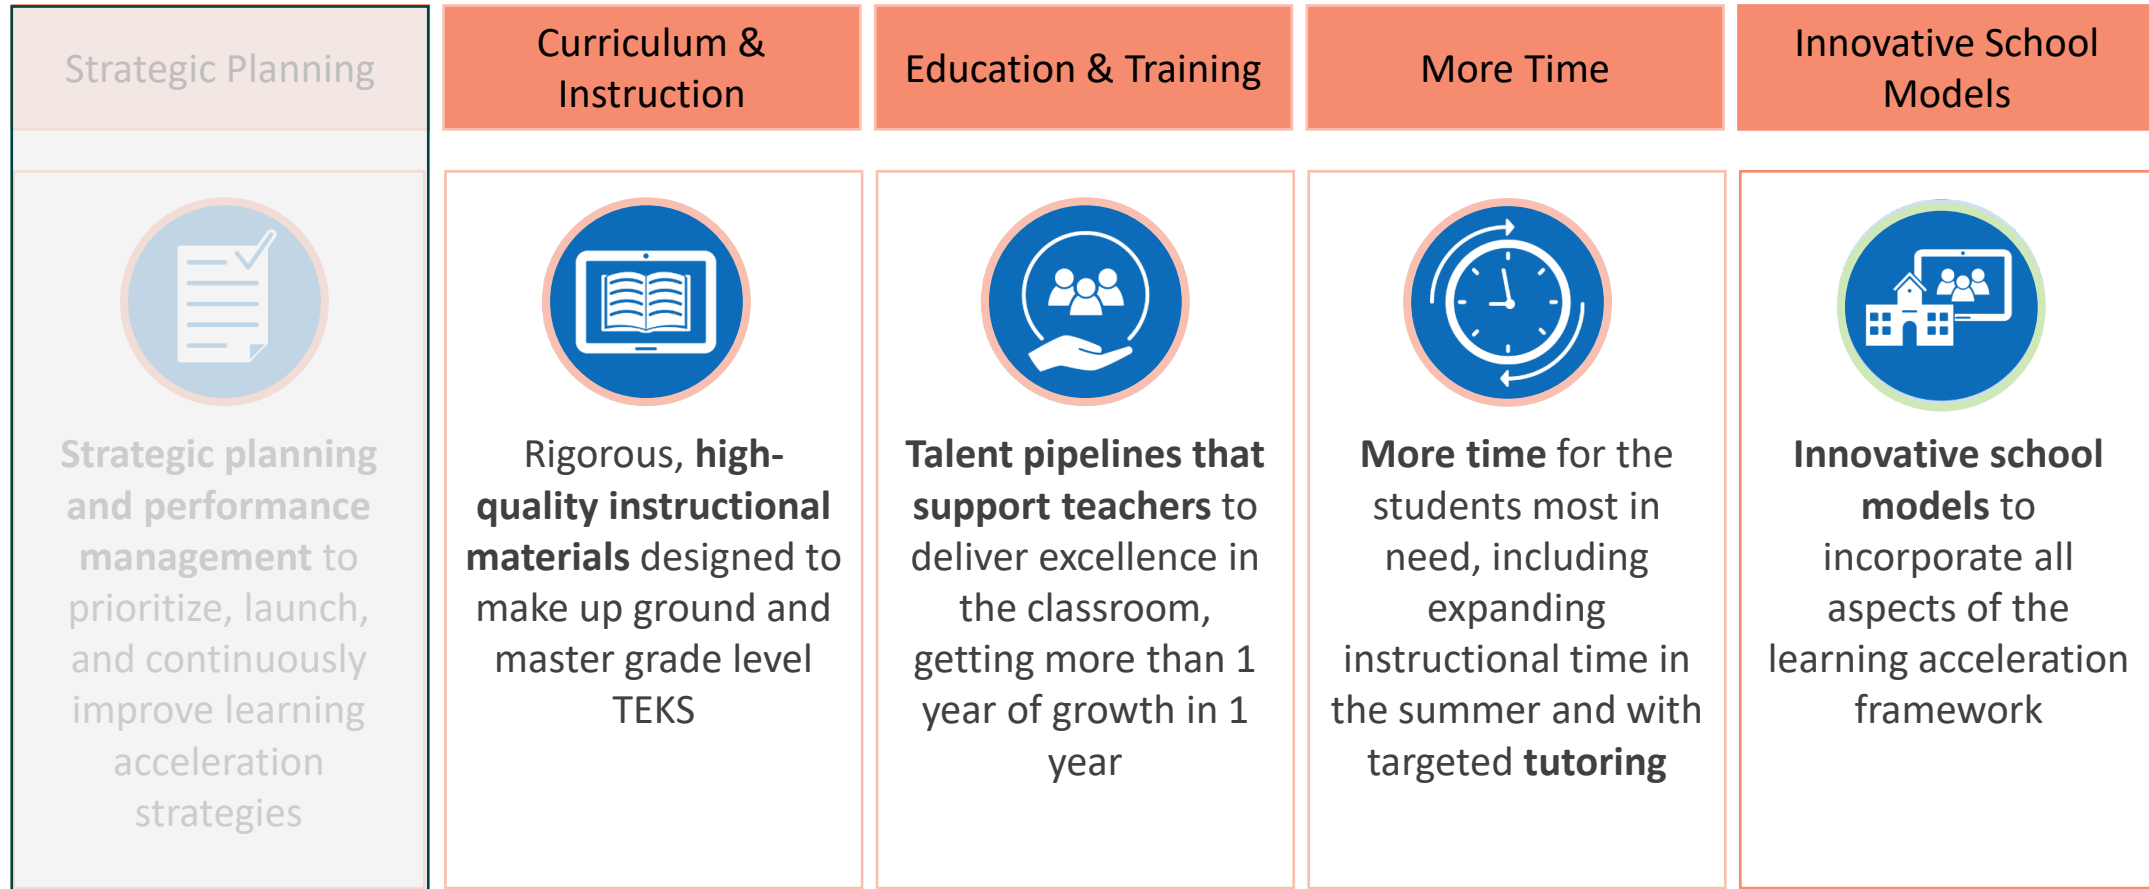 Strategic Planning
Curriculum &
Instruction
Education & Training
More Time
Innovative School
Models
Strategic planning
and performance
management to
prioritize, launch,
and continuously
improve learning
acceleration
strategies
Rigorous, high-
quality instructional
materials designed to
make up ground and
master grade level
TEKS
Talent pipelines that
support teachers to
deliver excellence in
the classroom,
getting more than 1
year of growth in 1
year
More time for the
students most in
need, including
expanding
instructional time in
the summer and with
targeted tutoring
Innovative school
models to
incorporate all
aspects of the
learning acceleration
framework